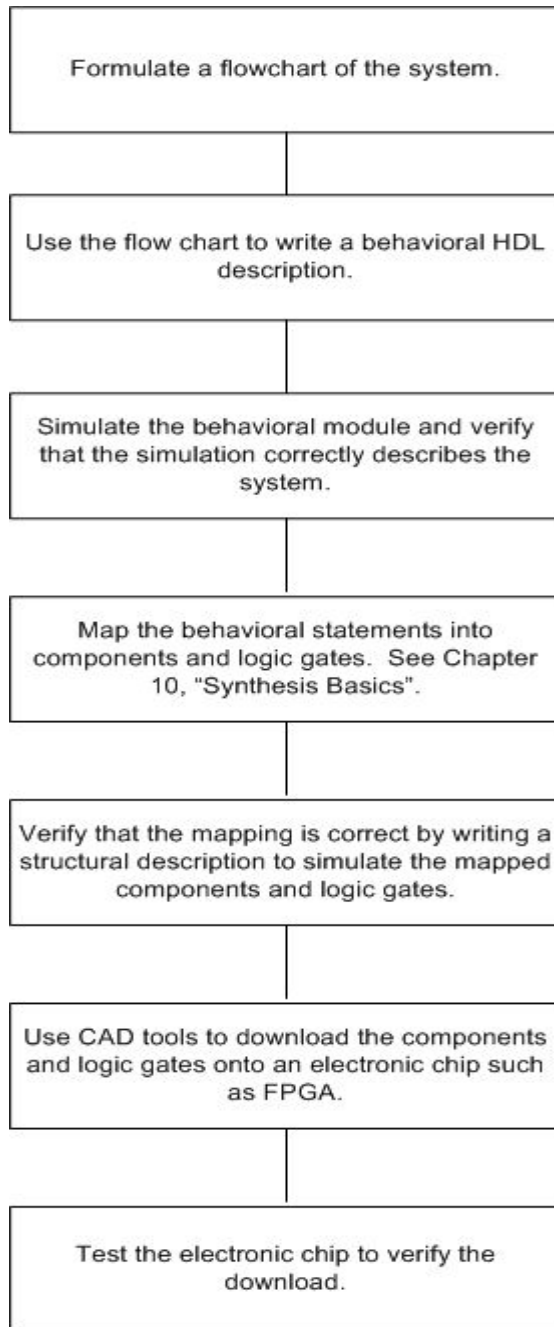 Formulate a flowchart of the system.
Use the flow chart to write a behavioral HDL
description.
Simulate the behavioral module and verify
that the simulation correctly describes the
system.
Map the behavioral statements into
components and logic gates.  See Chapter
10, “Synthesis Basics”.
Verify that the mapping is correct by writing a
structural description to simulate the mapped
components and logic gates.
Use CAD tools to download the components
and logic gates onto an electronic chip such
as FPGA.
Test the electronic chip to verify the
download.